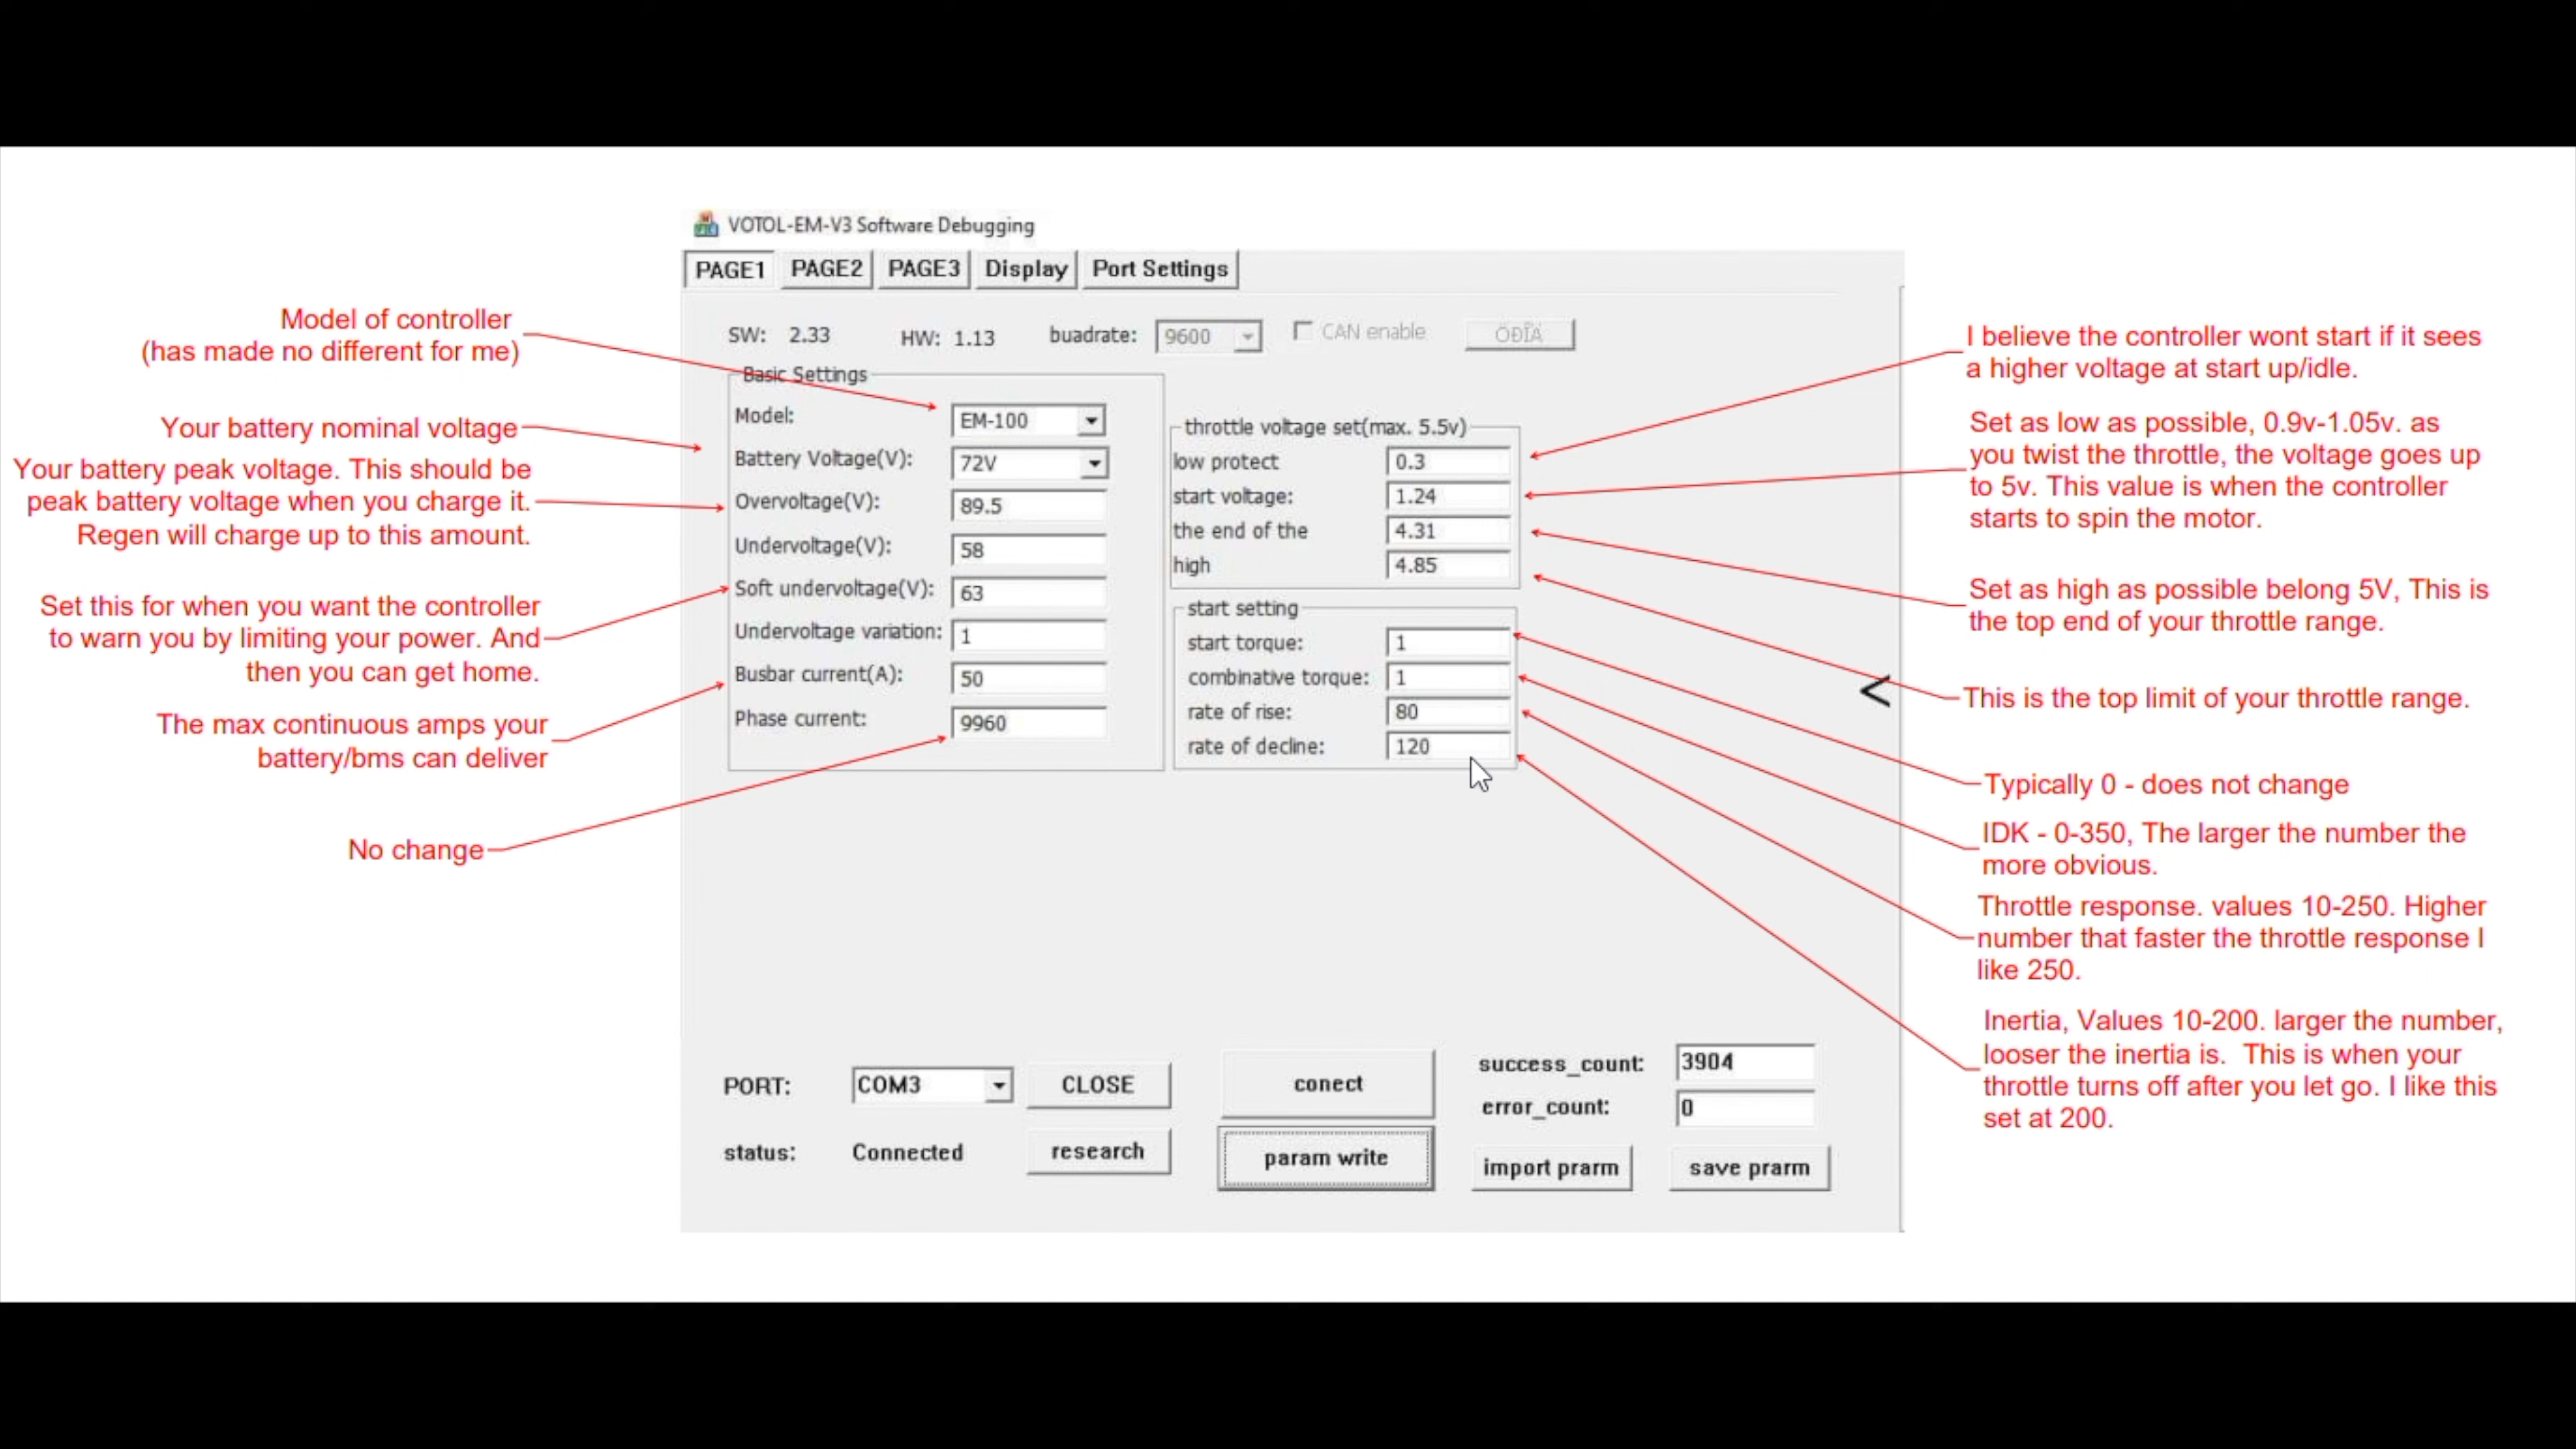 VOTOL-EM-V3 Software Debugging
PAGE1 PAGE2 PAGE3 Display Port Settings
SW: 2.33 HW: 1.13 buadrate: 9600 CAN enable ÖÐÎÄ
Basic Settings
Model: EM-100
Battery Voltage(V): 72V
Overvoltage(V): 89.5
Undervoltage(V): 58
Soft undervoltage(V): 63
Undervoltage variation: 1
Busbar current(A): 50
Phase current: 9960
throttle voltage set(max. 5.5v)
low protect 0.3
start voltage: 1.24
the end of the 4.31
high 4.85
start setting
start torque: 1
combinative torque: 1
rate of rise: 80
rate of decline: 120
PORT: COM3 CLOSE conect
status: Connected research param write
success_count: 3904
error_count: 0
import prarm save prarm
Model of controller
(has made no different for me)
Your battery nominal voltage
Your battery peak voltage. This should be
peak battery voltage when you charge it.
Regen will charge up to this amount.
Set this for when you want the controller
to warn you by limiting your power. And
then you can get home.
The max continuous amps your
battery/bms can deliver
No change
I believe the controller wont start if it sees
a higher voltage at start up/idle.
Set as low as possible, 0.9v-1.05v. as
you twist the throttle, the voltage goes up
to 5v. This value is when the controller
starts to spin the motor.
Set as high as possible belong 5V, This is
the top end of your throttle range.
<
This is the top limit of your throttle range.
Typically 0 - does not change
IDK - 0-350, The larger the number the
more obvious.
Throttle response. values 10-250. Higher
number that faster the throttle response I
like 250.
Inertia, Values 10-200. larger the number,
looser the inertia is. This is when your
throttle turns off after you let go. I like this
set at 200.